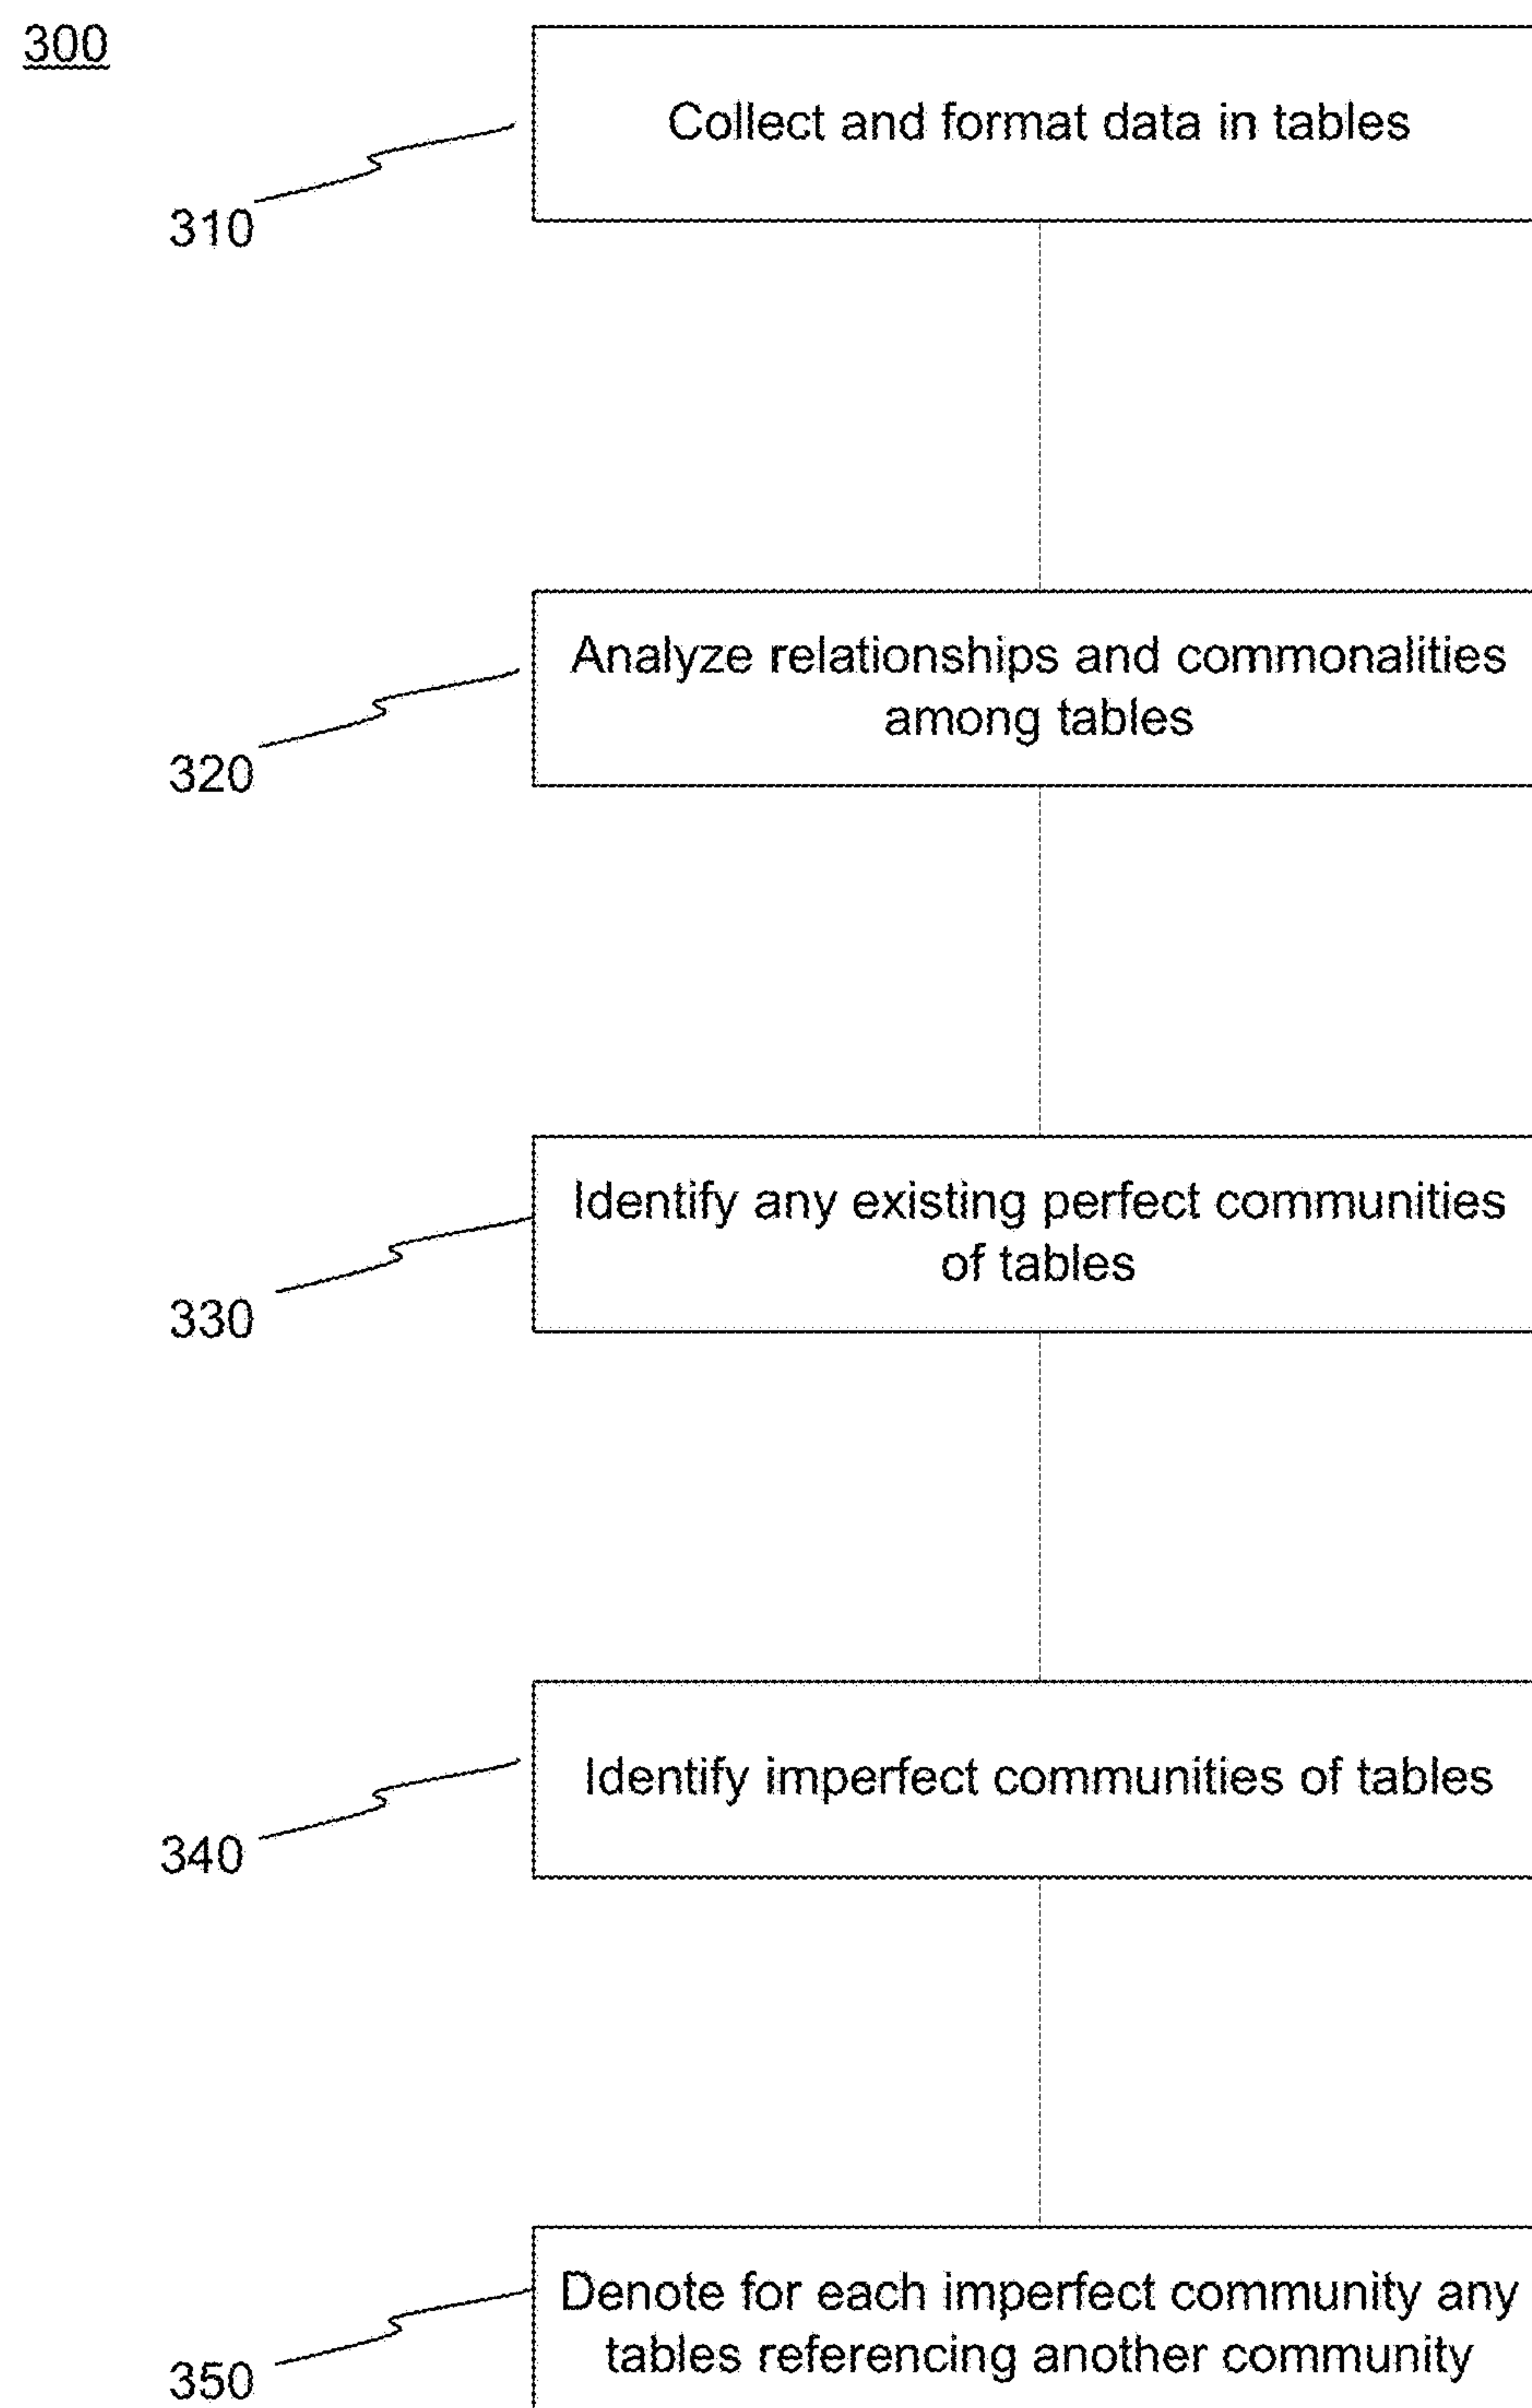 300
Collect and format data in tables
310
Analyze relationships and commonalities
among tables
320
Identify any existing perfect communities
of tables
330
Identify imperfect communities of tables
340
Denote for each imperfect community any
tables referencing another community
350